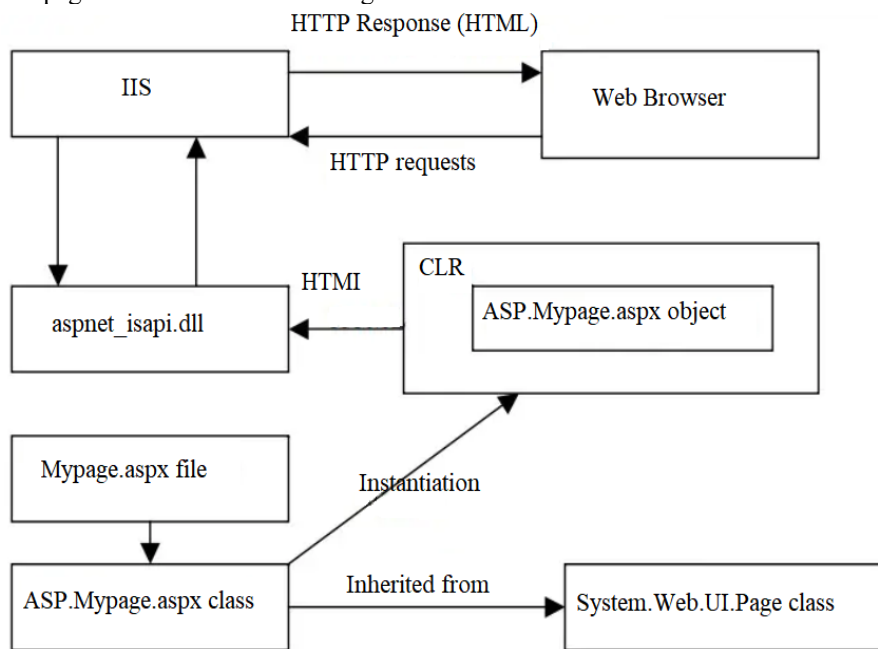 HTTP Response (HTML)
IIS
Web Browser
HTTP requests
CLR
HTMI
ASP.Mypage.aspx object
aspnet_isapi.dll
Mypage.aspx file
Instantiation
ASP.Mypage.aspx class
Inherited from
System.Web.UI.Page class